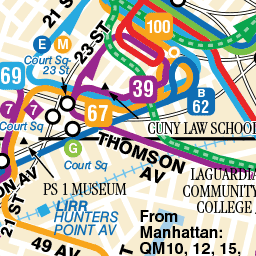 21 ST
23 ST
100
E M
Court Sq
23 St
69
39
B
62
7 7
Court Sq
67
CUNY LAW SCHOOL
G
Court Sq
THOMSON
AV
ON AV
PS 1 MUSEUM
LAGUARDIA
COMMUNITY
COLLEGE
21 ST
LIRR
HUNTERS
POINT AV
From
Manhattan:
QM10, 12, 15,
49 AV
T